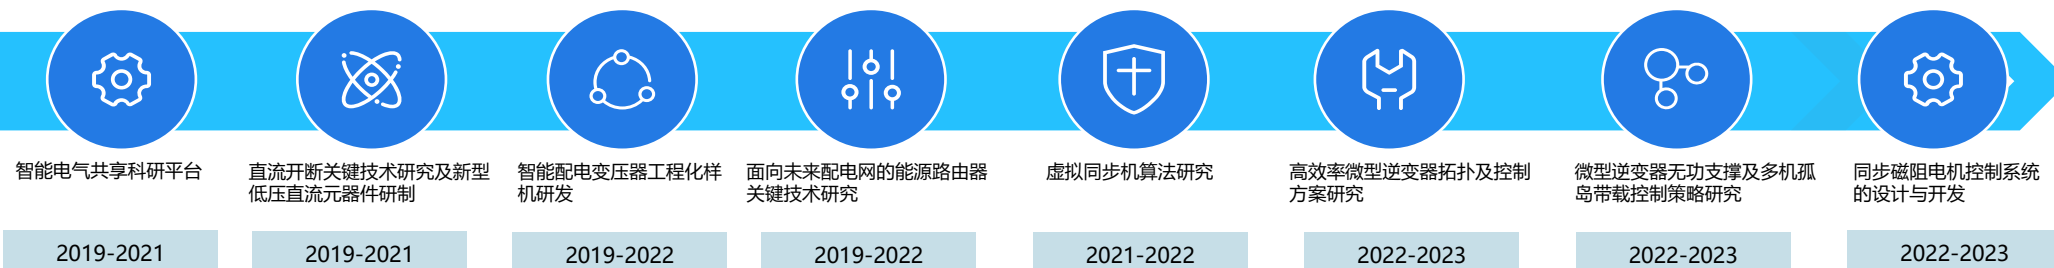 智能电气共享科研平台
直流开断关键技术研究及新型
低压直流元器件研制
智能配电变压器工程化样
机研发
面向未来配电网的能源路由器
关键技术研究
虚拟同步机算法研究
高效率微型逆变器拓扑及控制
方案研究
微型逆变器无功支撑及多机孤
岛带载控制策略研究
同步磁阻电机控制系统
的设计与开发
2019-2021
2019-2021
2019-2022
2019-2022
2021-2022
2022-2023
2022-2023
2022-2023